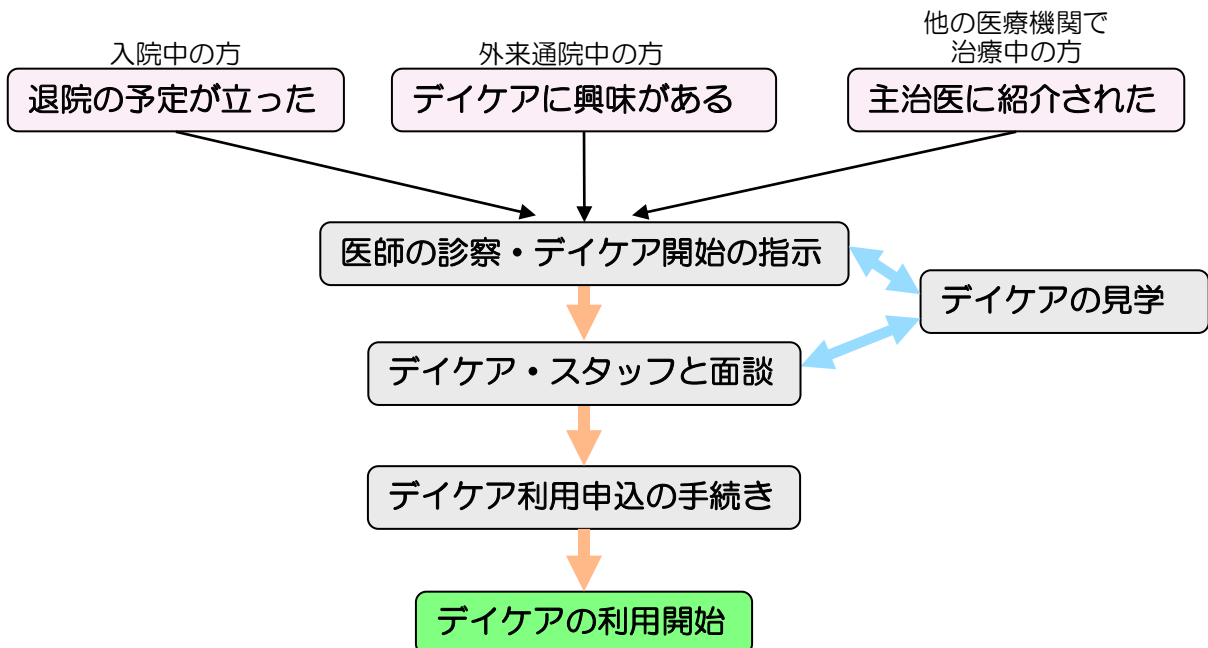 入院中の方
退院の予定が立った
外来通院中の方
デイケアに興味がある
他の医療機関で
治療中の方
主治医に紹介された
医師の診察・デイケア開始の指示
デイケアの見学
デイケア・スタッフと面談
デイケア利用申込の手続き
デイケアの利用開始